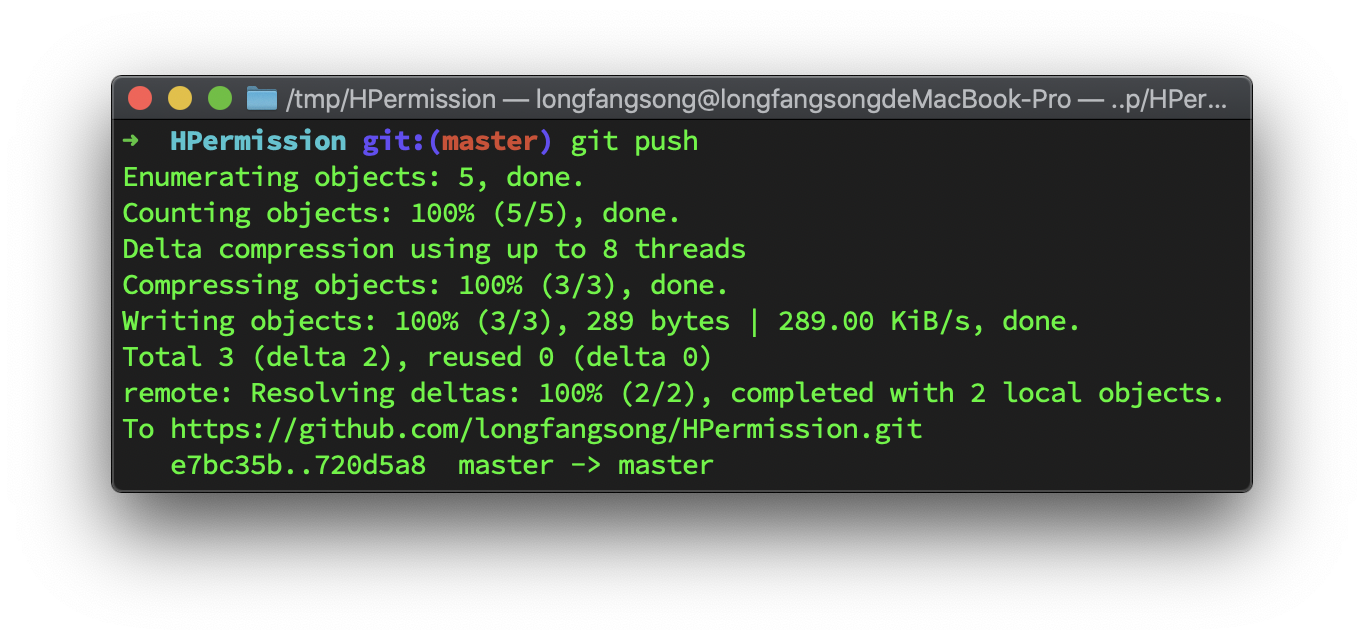 /tmp/HPermission — longfangsong@longfangsongdeMacBook-Pro — ..p/HPer...
➜  HPermission git:(master) git push
Enumerating objects: 5, done.
Counting objects: 100% (5/5), done.
Delta compression using up to 8 threads
Compressing objects: 100% (3/3), done.
Writing objects: 100% (3/3), 289 bytes | 289.00 KiB/s, done.
Total 3 (delta 2), reused 0 (delta 0)
remote: Resolving deltas: 100% (2/2), completed with 2 local objects.
To https://github.com/longfangsong/HPermission.git
   e7bc35b..720d5a8  master -> master